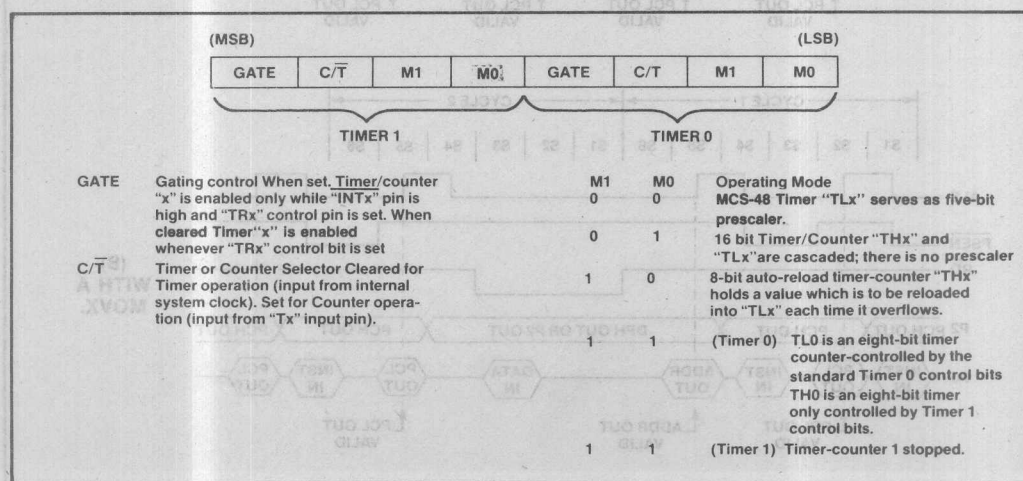 (MSB) (LSB)
GATE C/T̅ M1 M0 GATE C/T M1 M0
TIMER 1 TIMER 0
GATE Gating control When set. Timer/counter
"x" is enabled only while "INTx" pin is
high and "TRx" control pin is set. When
cleared Timer"x" is enabled
whenever "TRx" control bit is set
C/T̅ Timer or Counter Selector Cleared for
Timer operation (input from internal
system clock). Set for Counter opera-
tion (input from "Tx" input pin).
M1 M0 Operating Mode
0 0 MCS-48 Timer "TLx" serves as five-bit
prescaler.
0 1 16 bit Timer/Counter "THx" and
"TLx"are cascaded; there is no prescaler
1 0 8-bit auto-reload timer-counter "THx"
holds a value which is to be reloaded
into "TLx" each time it overflows.
1 1 (Timer 0) TL0 is an eight-bit timer
counter-controlled by the
standard Timer 0 control bits
TH0 is an eight-bit timer
only controlled by Timer 1
control bits.
1 1 (Timer 1) Timer-counter 1 stopped.